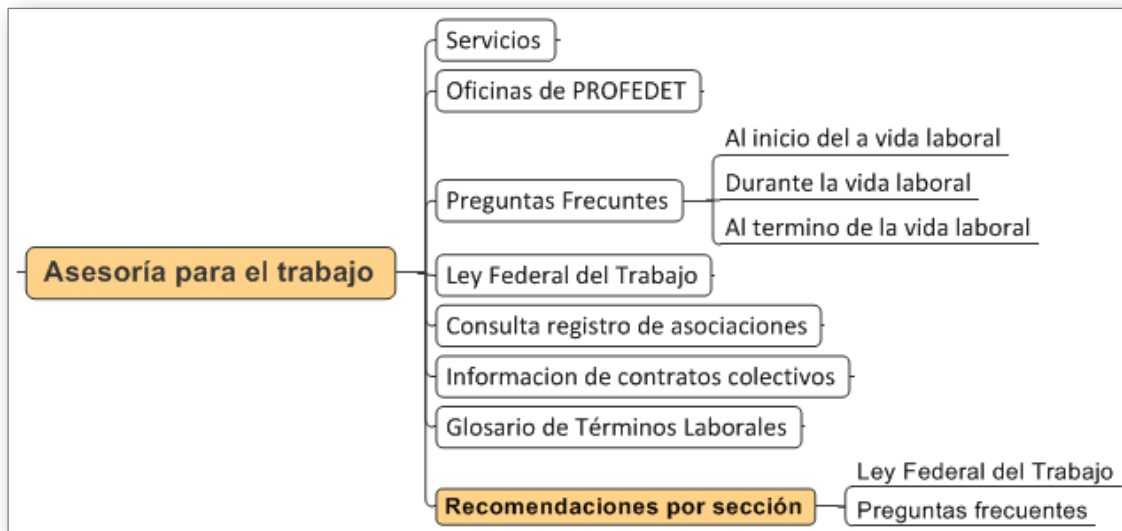 Servicios
Oficinas de PROFEDET
Al inicio del a vida laboral
Preguntas Frecuntes
Durante la vida laboral
Al termino de la vida laboral
Asesoría para el trabajo
Ley Federal del Trabajo
Consulta registro de asociaciones
Informacion de contratos colectivos
Glosario de Términos Laborales
Recomendaciones por sección
Ley Federal del Trabajo
Preguntas frecuentes